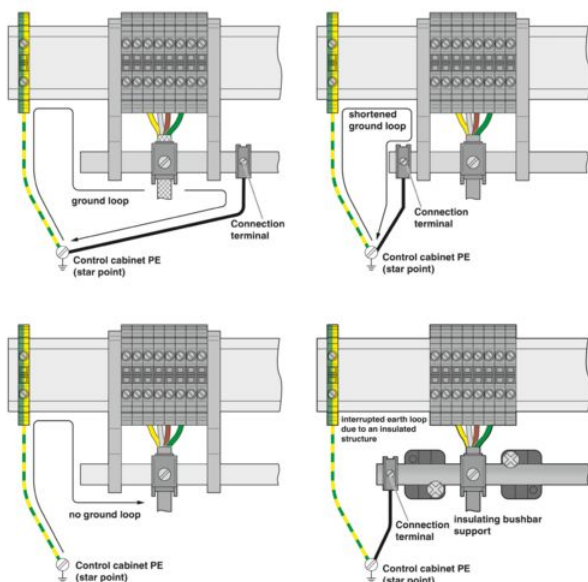 ground loop
Connection
terminal
Control cabinet PE
(star point)
shortened
ground loop
Connection
terminal
Control cabinet PE
(star point)
no ground loop
Control cabinet PE
(star point)
interrupted earth loop
due to an insulated
structure
Connection
terminal
insulating bushbar
support
Control cabinet PE
(star point)